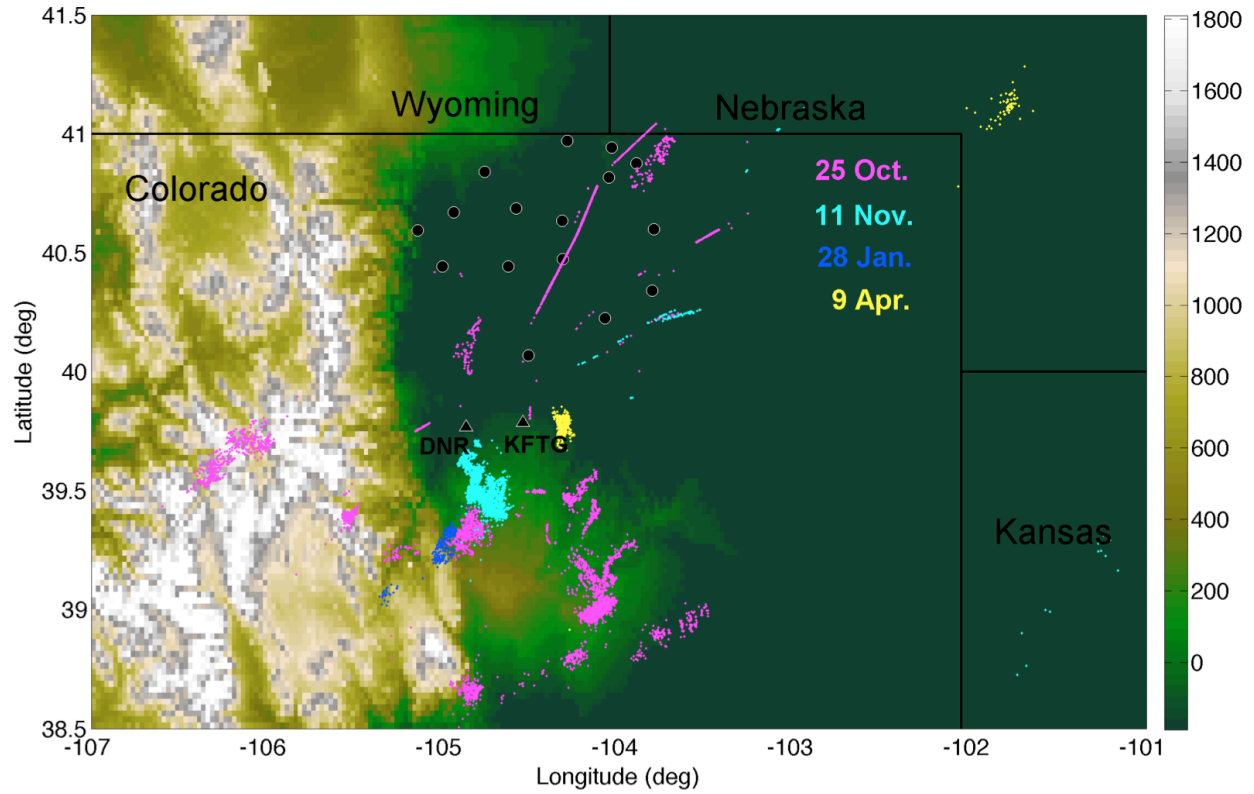 41.5
41
40.5
40
39.5
39
38.5
Latitude (deg)
-107
-106
-105
-104
-103
-102
-101
Longitude (deg)
Wyoming
Nebraska
Colorado
Kansas
25 Oct.
11 Nov.
28 Jan.
9 Apr.
DNR
KFTG
1800
1600
1400
1200
1000
800
600
400
200
0